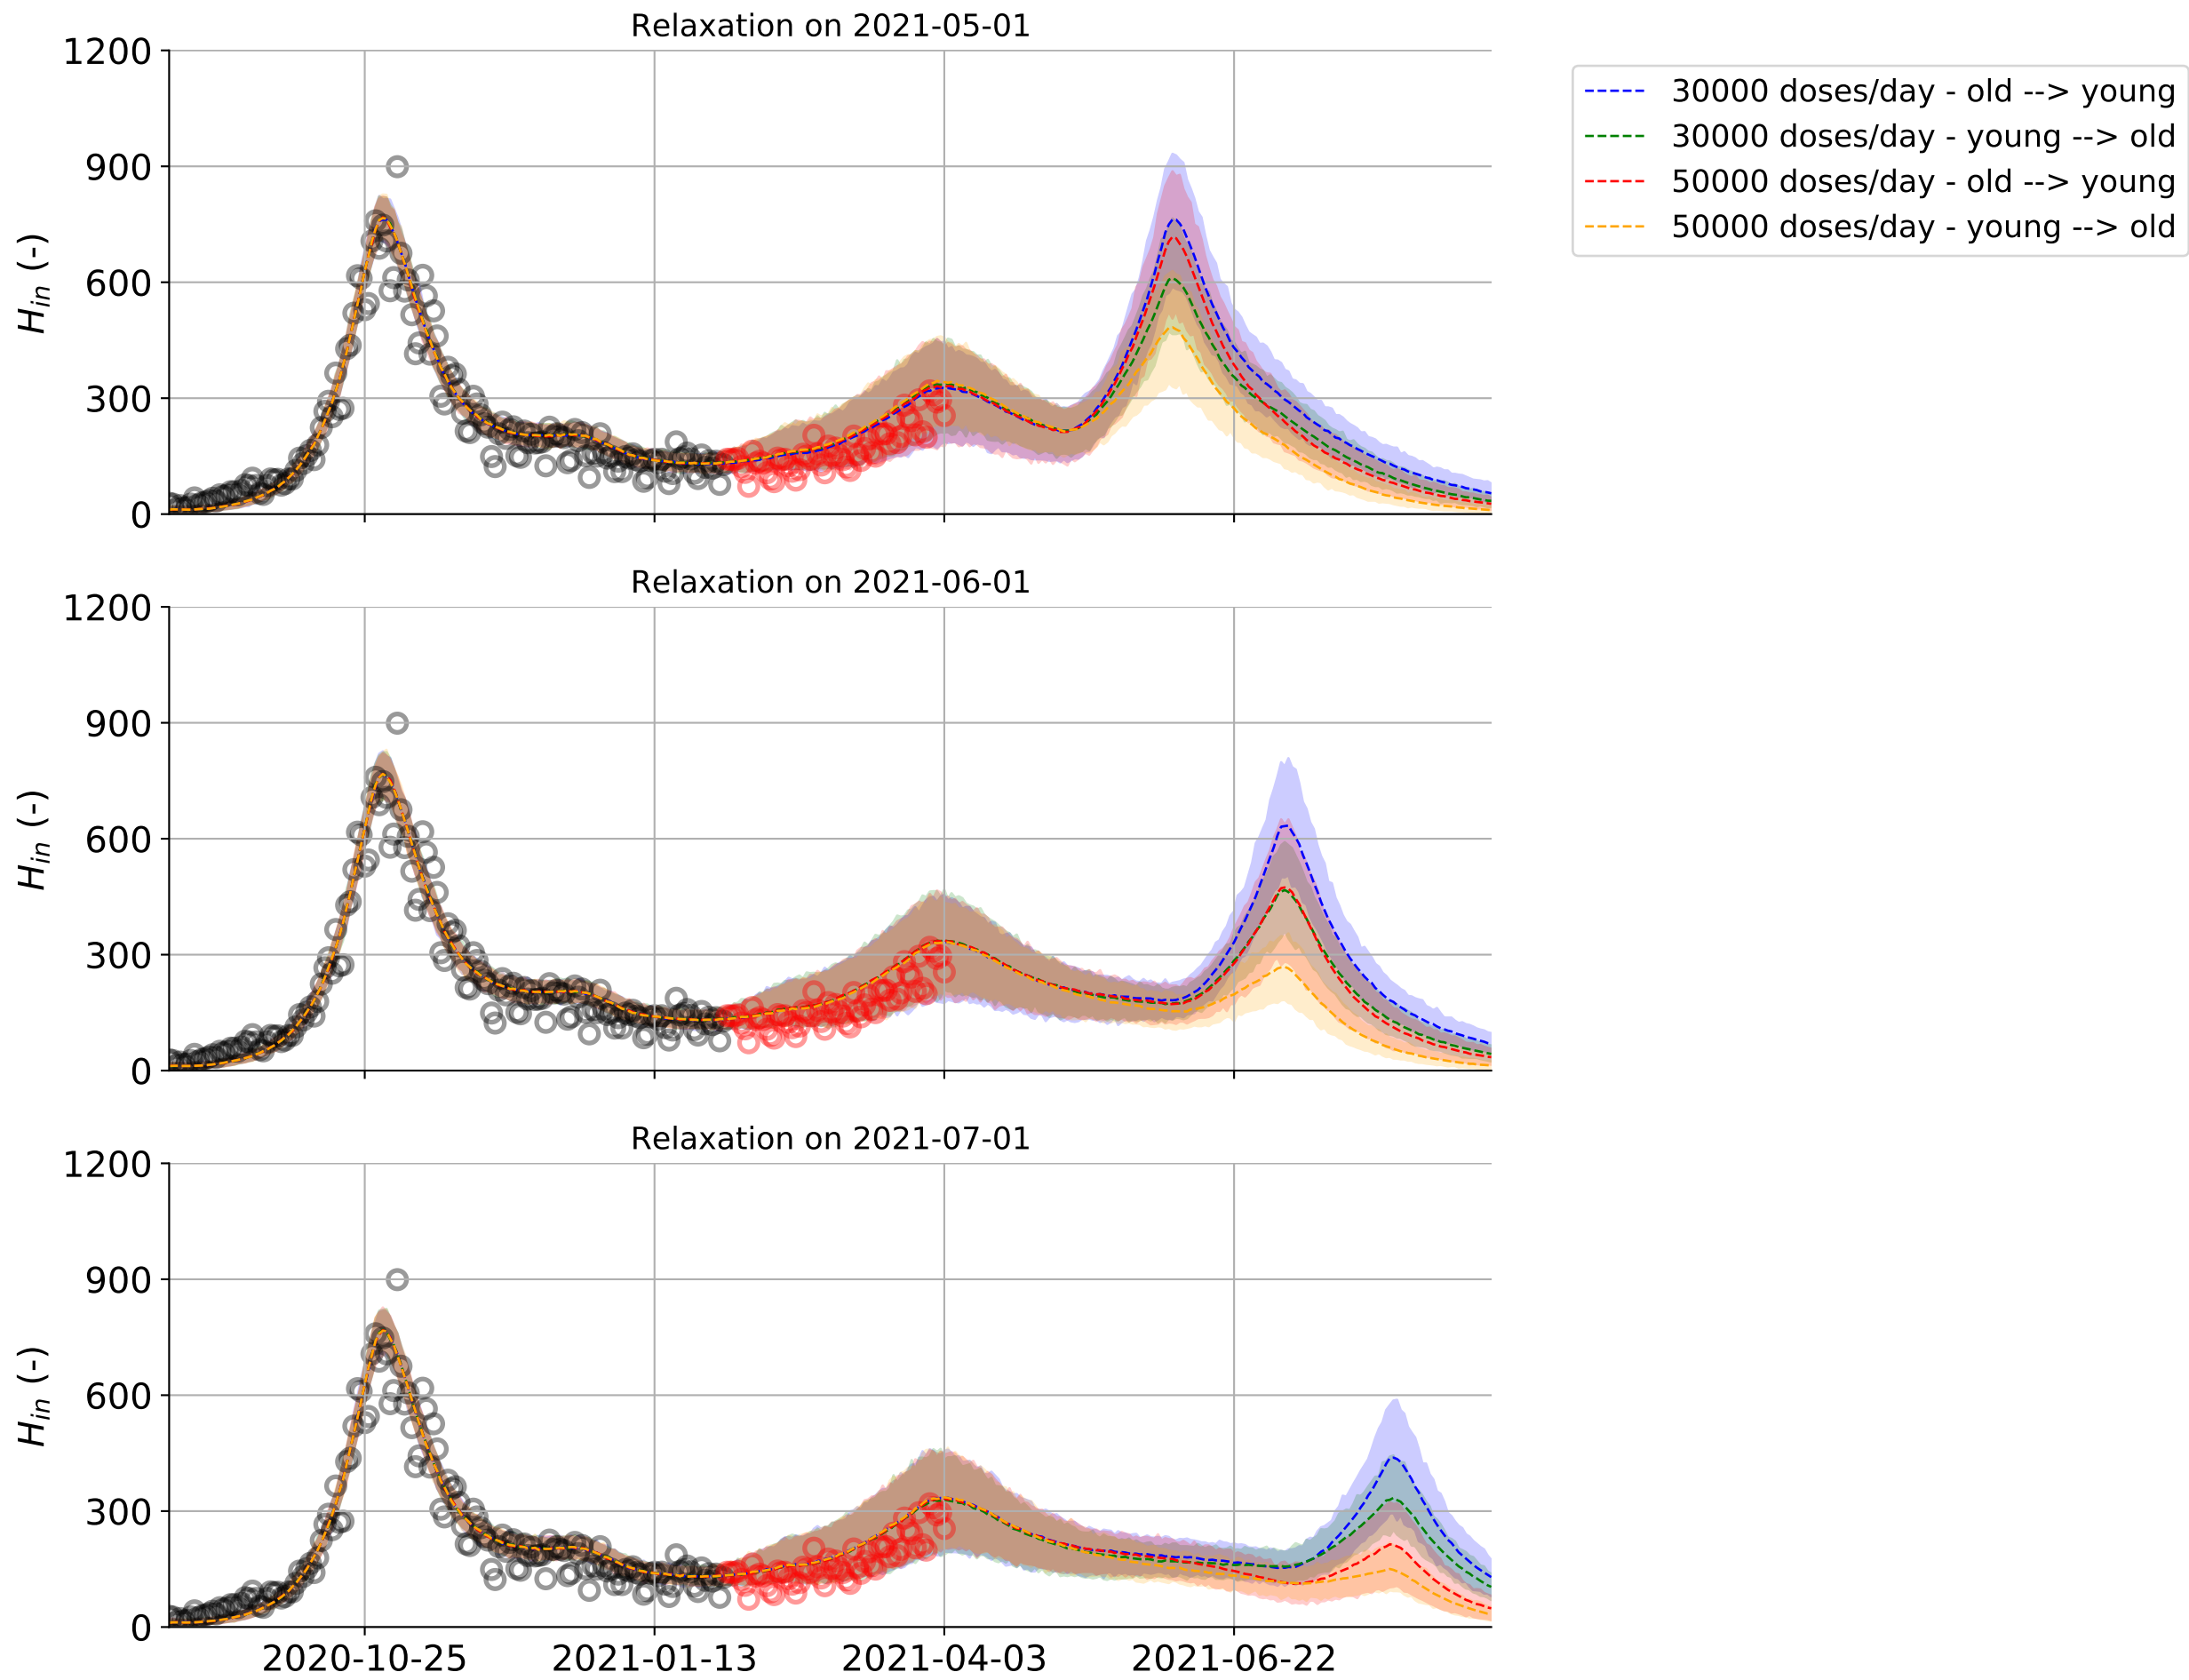 Relaxation on 2021-05-01
1200
900
600
300
0
H_in (-)
30000 doses/day - old --> young
30000 doses/day - young --> old
50000 doses/day - old --> young
50000 doses/day - young --> old
Relaxation on 2021-06-01
1200
900
600
300
0
H_in (-)
Relaxation on 2021-07-01
1200
900
600
300
0
H_in (-)
2020-10-25 2021-01-13 2021-04-03 2021-06-22